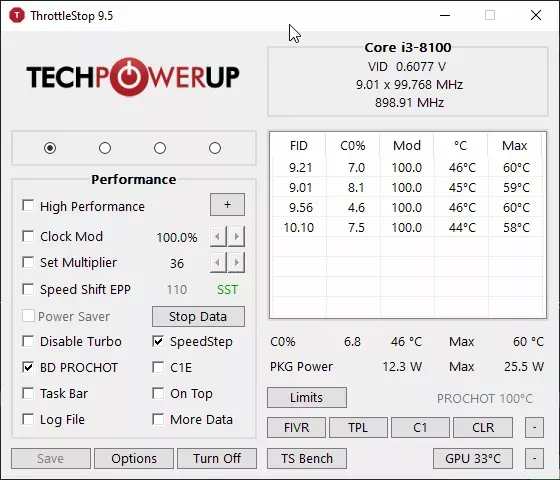 ThrottleStop 9.5
TECHPOWERUP
Core i3-8100
VID 0.6077 V
9.01 x 99.768 MHz
898.91 MHz
FID C0% Mod °C Max
9.21 7.0 100.0 46°C 60°C
9.01 8.1 100.0 45°C 59°C
9.56 4.6 100.0 46°C 60°C
10.10 7.5 100.0 44°C 58°C
Performance
High Performance +
Clock Mod 100.0%
Set Multiplier 36
Speed Shift EPP 110 SST
Power Saver Stop Data
Disable Turbo SpeedStep
BD PROCHOT C1E
Task Bar On Top
Log File More Data
C0% 6.8 46 °C Max 60 °C
PKG Power 12.3 W Max 25.5 W
Limits PROCHOT 100°C
FIVR TPL C1 CLR -
Save Options Turn Off TS Bench GPU 33°C -